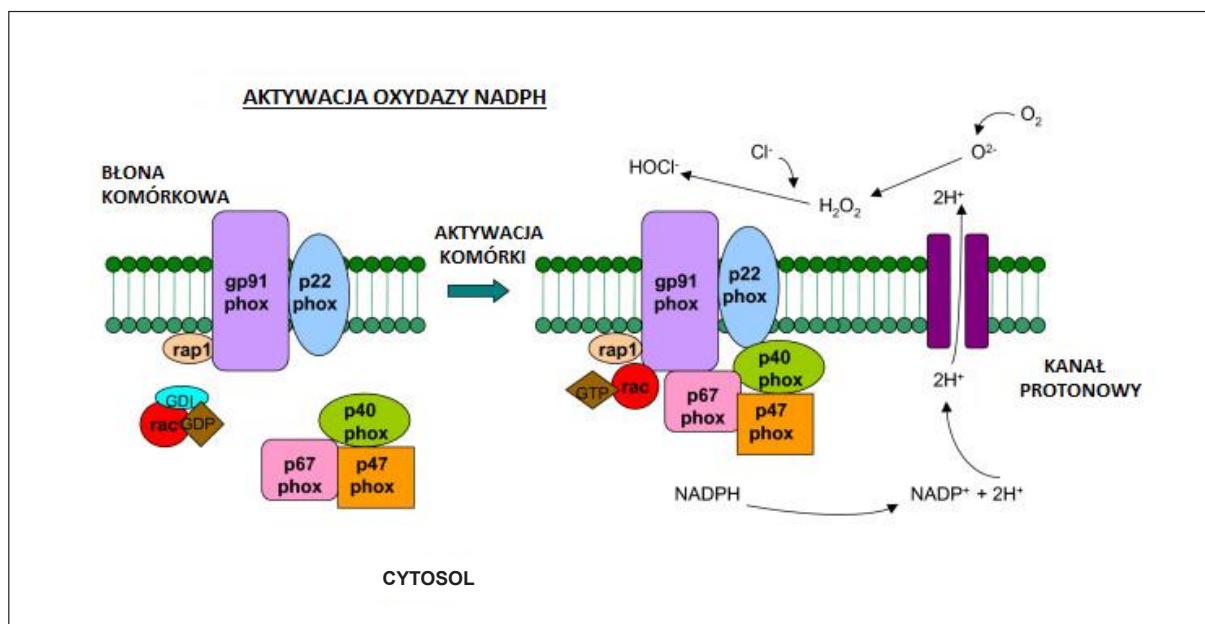 AKTYWACJA OXYDAZY NADPH
BŁONA
KOMÓRKOWA
gp91
phox
p22
phox
rap1
GDI
rac
GDP
p40
phox
p67
phox
p47
phox
AKTYWACJA
KOMÓRKI
HOCl⁻
Cl⁻
H₂O₂
O²⁻
O₂
2H⁺
gp91
phox
p22
phox
rap1
GTP
rac
p40
phox
p67
phox
p47
phox
2H⁺
KANAŁ
PROTONOWY
NADPH
NADP⁺ + 2H⁺
CYTOSOL